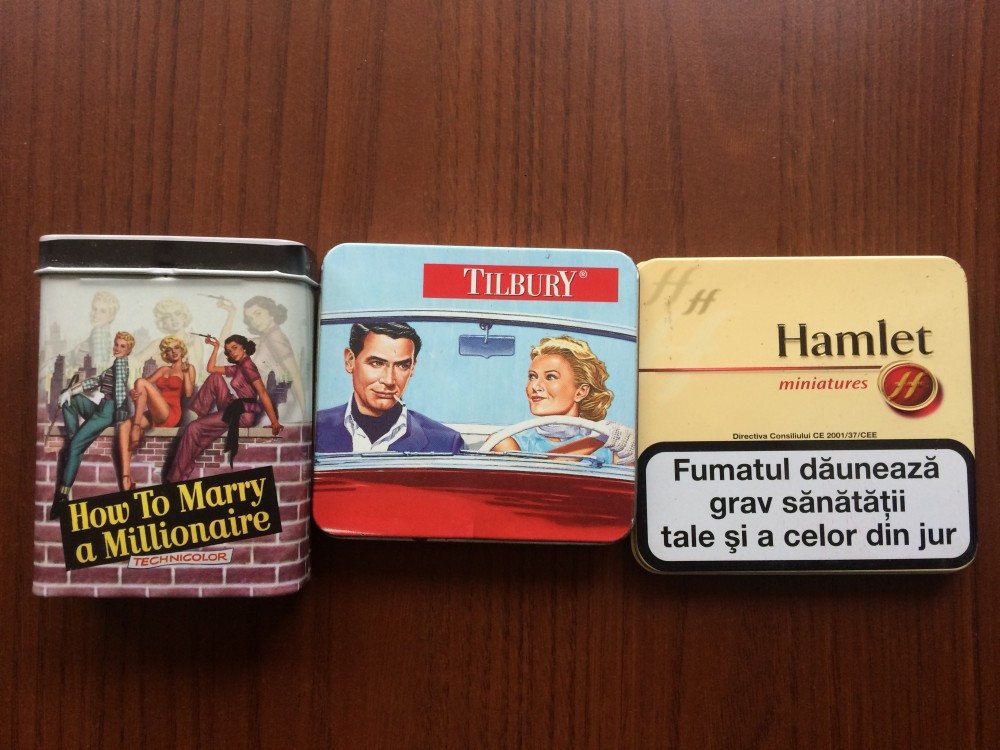 How To Marry
a Millionaire
TECHNICOLOR
TILBURY®
Hamlet
miniatures
Directiva Consiliului CE 2001/37/CEE
Fumatul dăunează
grav sănătăţii
tale şi a celor din jur